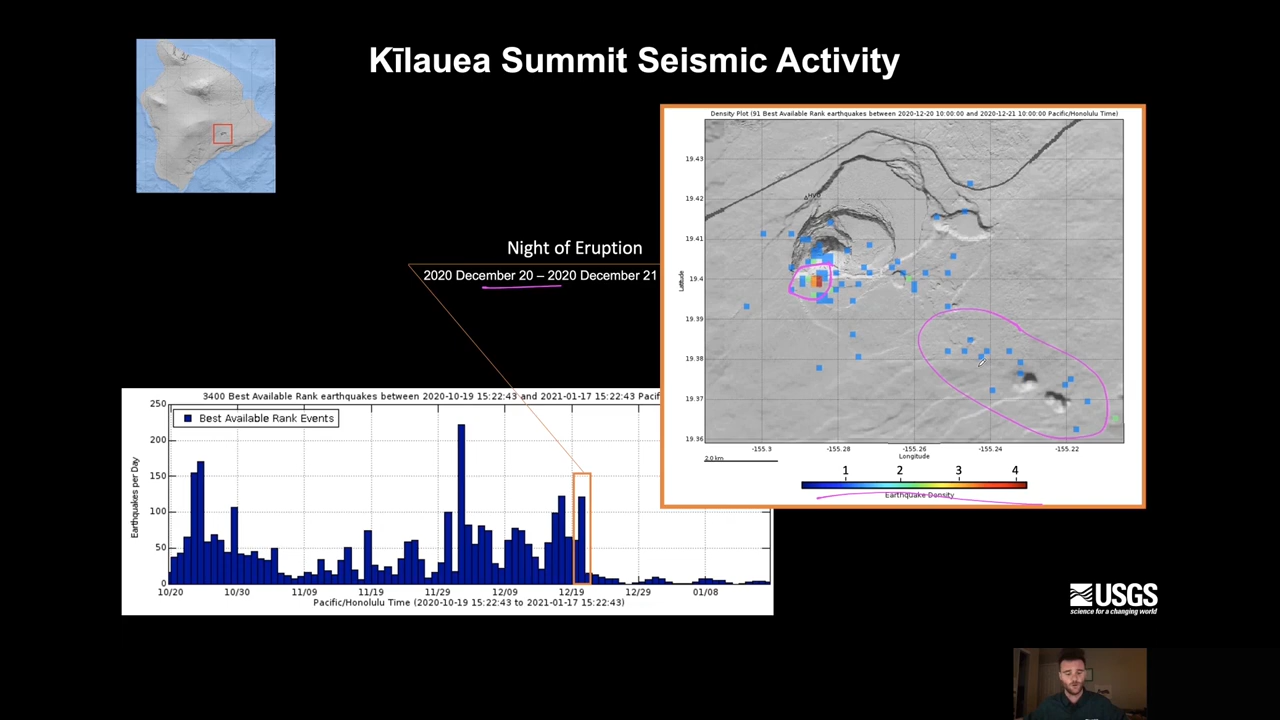 Kīlauea Summit Seismic Activity
Night of Eruption
2020 December 20 – 2020 December 21
Density Plot (91 Best Available Rank earthquakes between 2020-12-20 10:00:00 and 2020-12-21 10:00:00 Pacific/Honolulu Time)
19.43
19.42
19.41
19.4
19.39
19.38
19.37
19.36
Latitude
HVO
-155.3
-155.28
-155.26
-155.24
-155.22
Longitude
2.0 km
1
2
3
4
Earthquake Density
3400 Best Available Rank earthquakes between 2020-10-19 15:22:43 and 2021-01-17 15:22:43 Pacif
Best Available Rank Events
250
200
150
100
50
0
Earthquakes per Day
10/20
10/30
11/09
11/19
11/29
12/09
12/19
12/29
01/08
Pacific/Honolulu Time (2020-10-19 15:22:43 to 2021-01-17 15:22:43)
USGS
science for a changing world